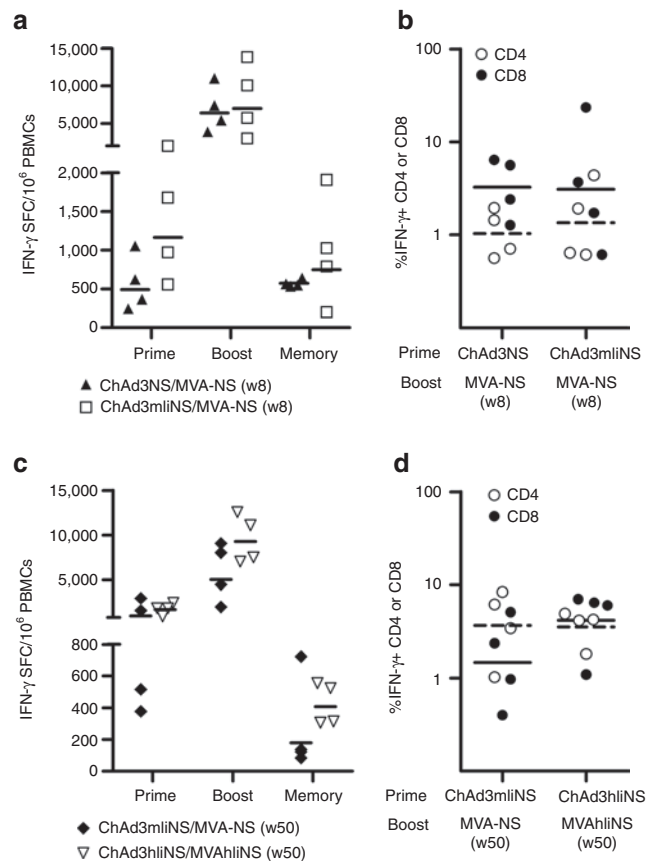 a
15,000
10,000
5,000
2,000
1,500
1,000
500
0
IFN-γ SFC/10⁶ PBMCs
Prime Boost Memory
▲ ChAd3NS/MVA-NS (w8)
□ ChAd3mliNS/MVA-NS (w8)
b
100
10
1
%IFN-γ+ CD4 or CD8
○ CD4
● CD8
Prime ChAd3NS ChAd3mliNS
Boost MVA-NS MVA-NS
(w8) (w8)
c
15,000
10,000
5,000
800
600
400
200
0
IFN-γ SFC/10⁶ PBMCs
Prime Boost Memory
◆ ChAd3mliNS/MVA-NS (w50)
▽ ChAd3hliNS/MVAhliNS (w50)
d
100
10
1
%IFN-γ+ CD4 or CD8
○ CD4
● CD8
Prime ChAd3mliNS ChAd3hliNS
Boost MVA-NS MVAhliNS
(w50) (w50)